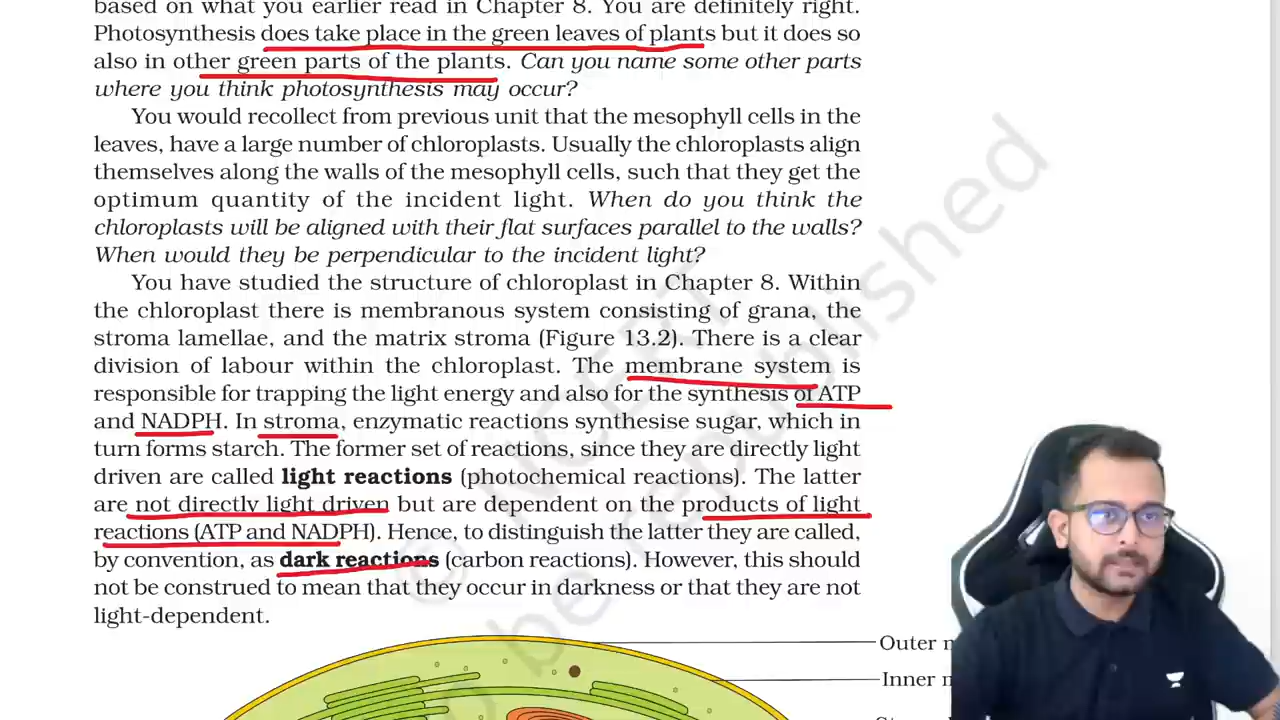 based on what you earlier read in Chapter 8. You are definitely right.
Photosynthesis does take place in the green leaves of plants but it does so
also in other green parts of the plants. Can you name some other parts
where you think photosynthesis may occur?
You would recollect from previous unit that the mesophyll cells in the
leaves, have a large number of chloroplasts. Usually the chloroplasts align
themselves along the walls of the mesophyll cells, such that they get the
optimum quantity of the incident light. When do you think the
chloroplasts will be aligned with their flat surfaces parallel to the walls?
When would they be perpendicular to the incident light?
You have studied the structure of chloroplast in Chapter 8. Within
the chloroplast there is membranous system consisting of grana, the
stroma lamellae, and the matrix stroma (Figure 13.2). There is a clear
division of labour within the chloroplast. The membrane system is
responsible for trapping the light energy and also for the synthesis of ATP
and NADPH. In stroma, enzymatic reactions synthesise sugar, which in
turn forms starch. The former set of reactions, since they are directly light
driven are called light reactions (photochemical reactions). The latter
are not directly light driven but are dependent on the products of light
reactions (ATP and NADPH). Hence, to distinguish the latter they are called,
by convention, as dark reactions (carbon reactions). However, this should
not be construed to mean that they occur in darkness or that they are not
light-dependent.
Outer
Inner
© NCERT
be republished